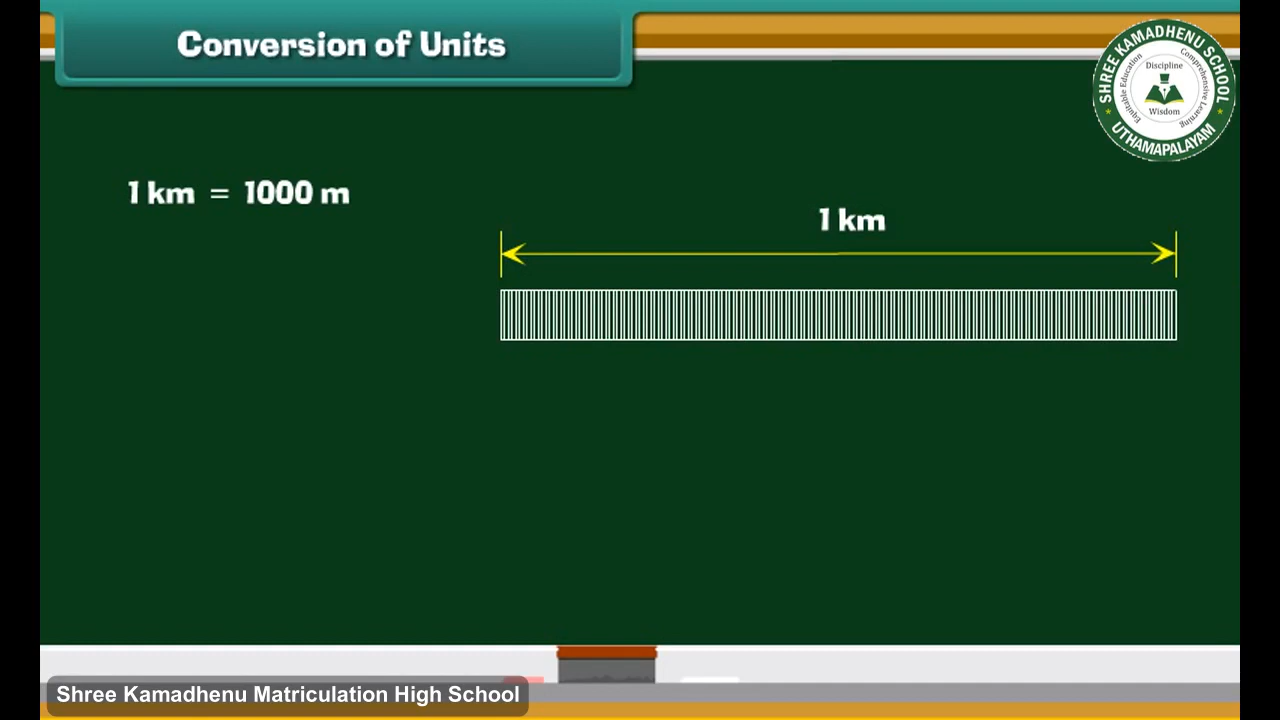 Conversion of Units
SHREE KAMADHENU SCHOOL
Discipline
Equitable Education
Comprehensive Learning
Wisdom
UTHAMAPALAYAM
1 km = 1000 m
1 km
Shree Kamadhenu Matriculation High School